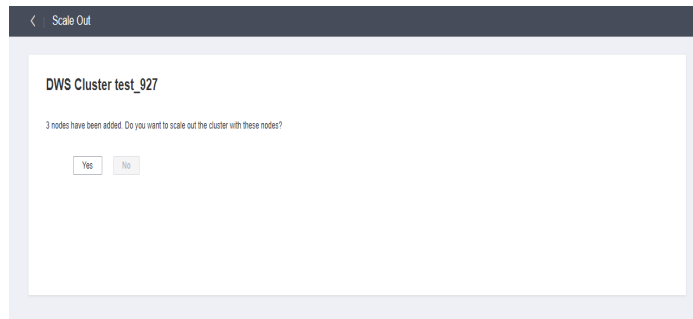 Scale Out
DWS Cluster test_927
3 nodes have been added. Do you want to scale out the cluster with these nodes?
Yes No